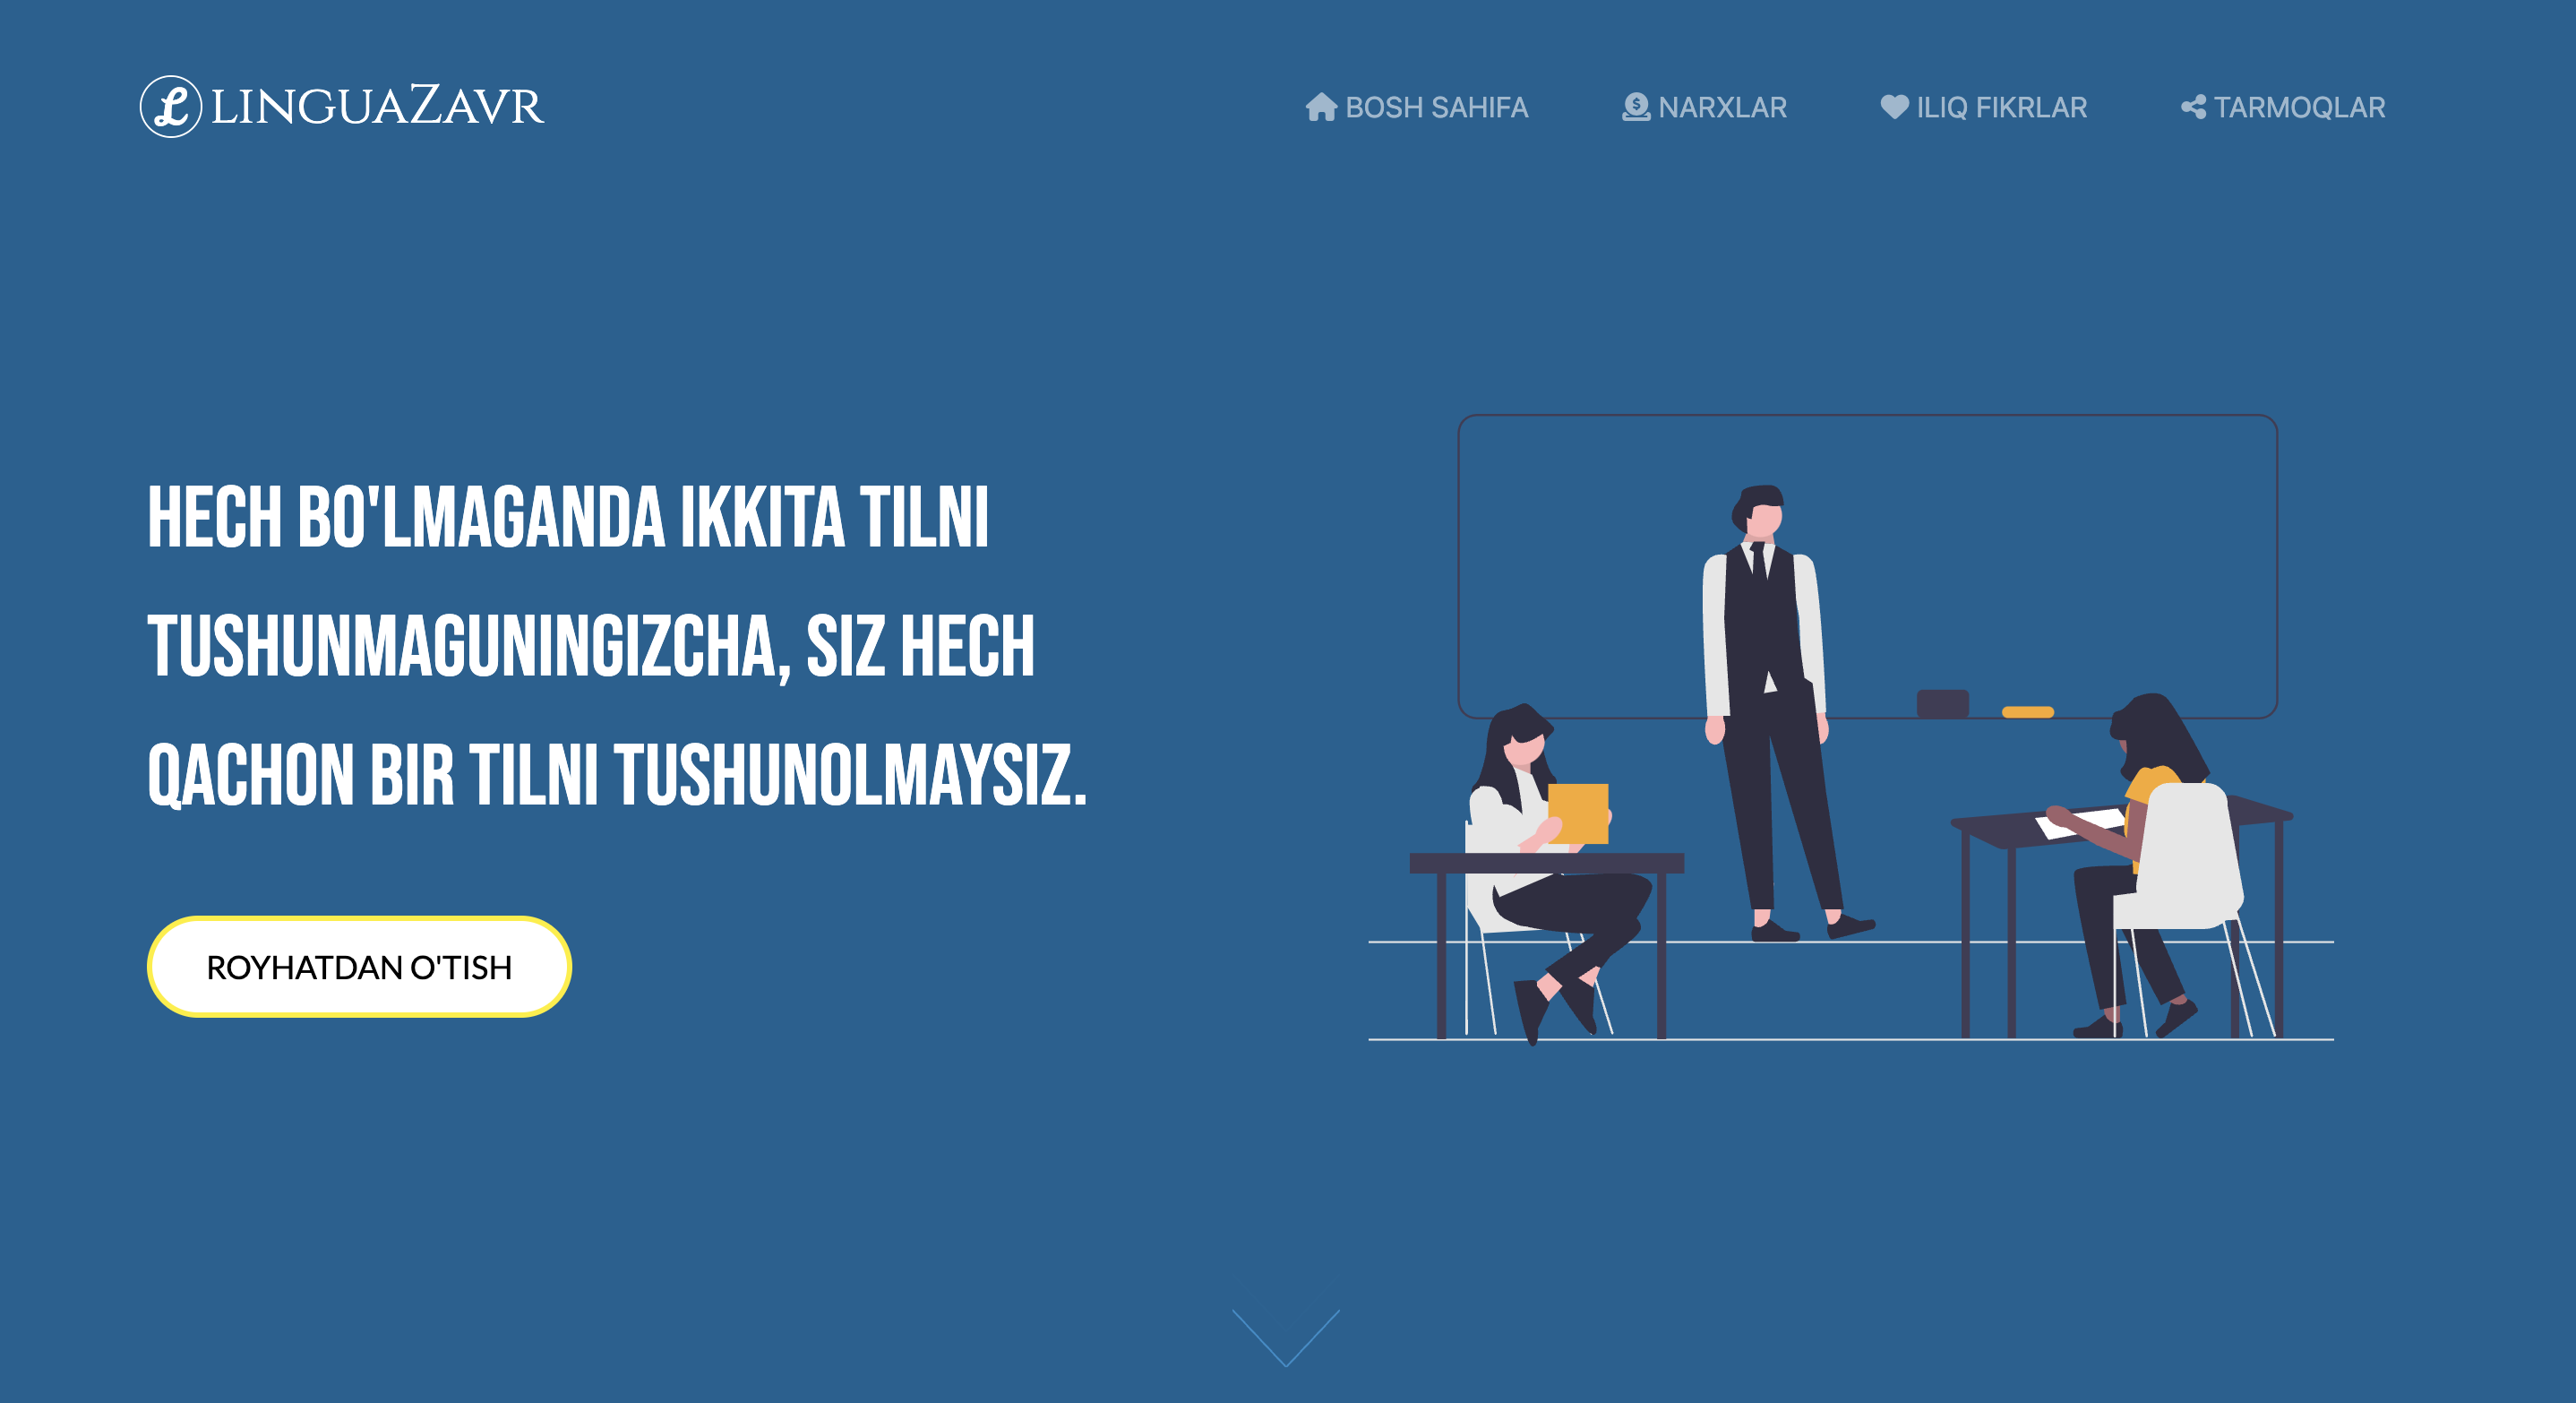 L LINGUAZAVR
BOSH SAHIFA NARXLAR ILIQ FIKRLAR TARMOQLAR
HECH BO'LMAGANDA IKKITA TILNI
TUSHUNMAGUNINGIZCHA, SIZ HECH
QACHON BIR TILNI TUSHUNOLMAYSIZ.
ROYHATDAN O'TISH